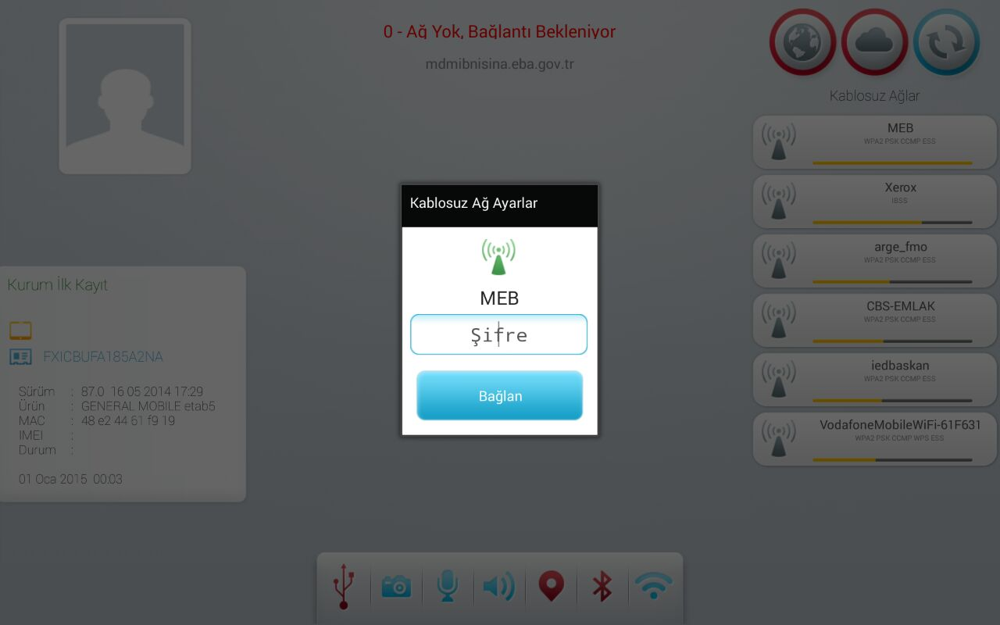 0 - Ağ Yok, Bağlantı Bekleniyor
mdmibnisina.eba.gov.tr
Kablosuz Ağlar
MEB
WPA2 PSK CCMP ESS
Xerox
IBSS
arge_fmo
WPA2 PSK CCMP ESS
CBS-EMLAK
WPA2 PSK CCMP ESS
iedbaskan
WPA2 PSK CCMP ESS
VodafoneMobileWiFi-61F631
WPA2 PSK CCMP WPS ESS
Kablosuz Ağ Ayarlar
MEB
Şifre
Bağlan
Kurum İlk Kayıt
FXICBUFA185A2NA
Sürüm : 87.0 16 05 2014 17:29
Ürün : GENERAL MOBILE etab5
MAC : 48 e2 44 61 f9 19
IMEI :
Durum :
01 Oca 2015 00:03